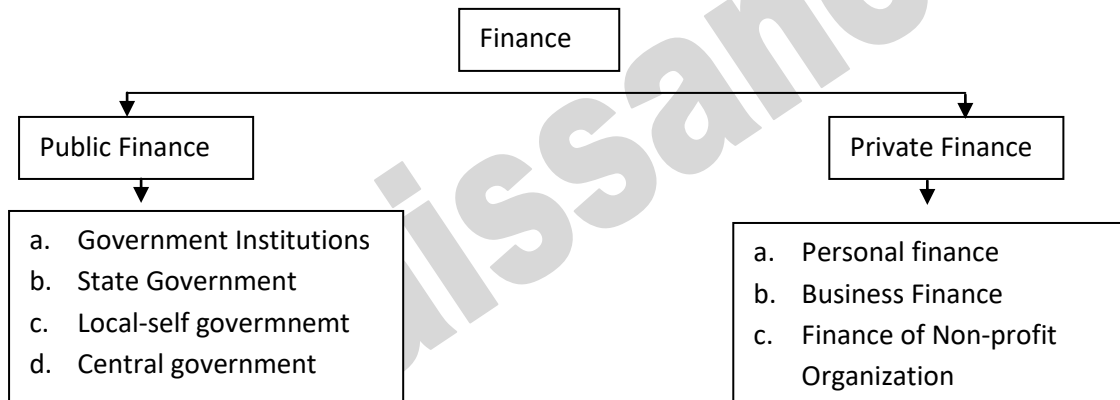 Finance
Public Finance
Private Finance
a. Government Institutions
b. State Government
c. Local-self govermnemt
d. Central government
a. Personal finance
b. Business Finance
c. Finance of Non-profit
Organization